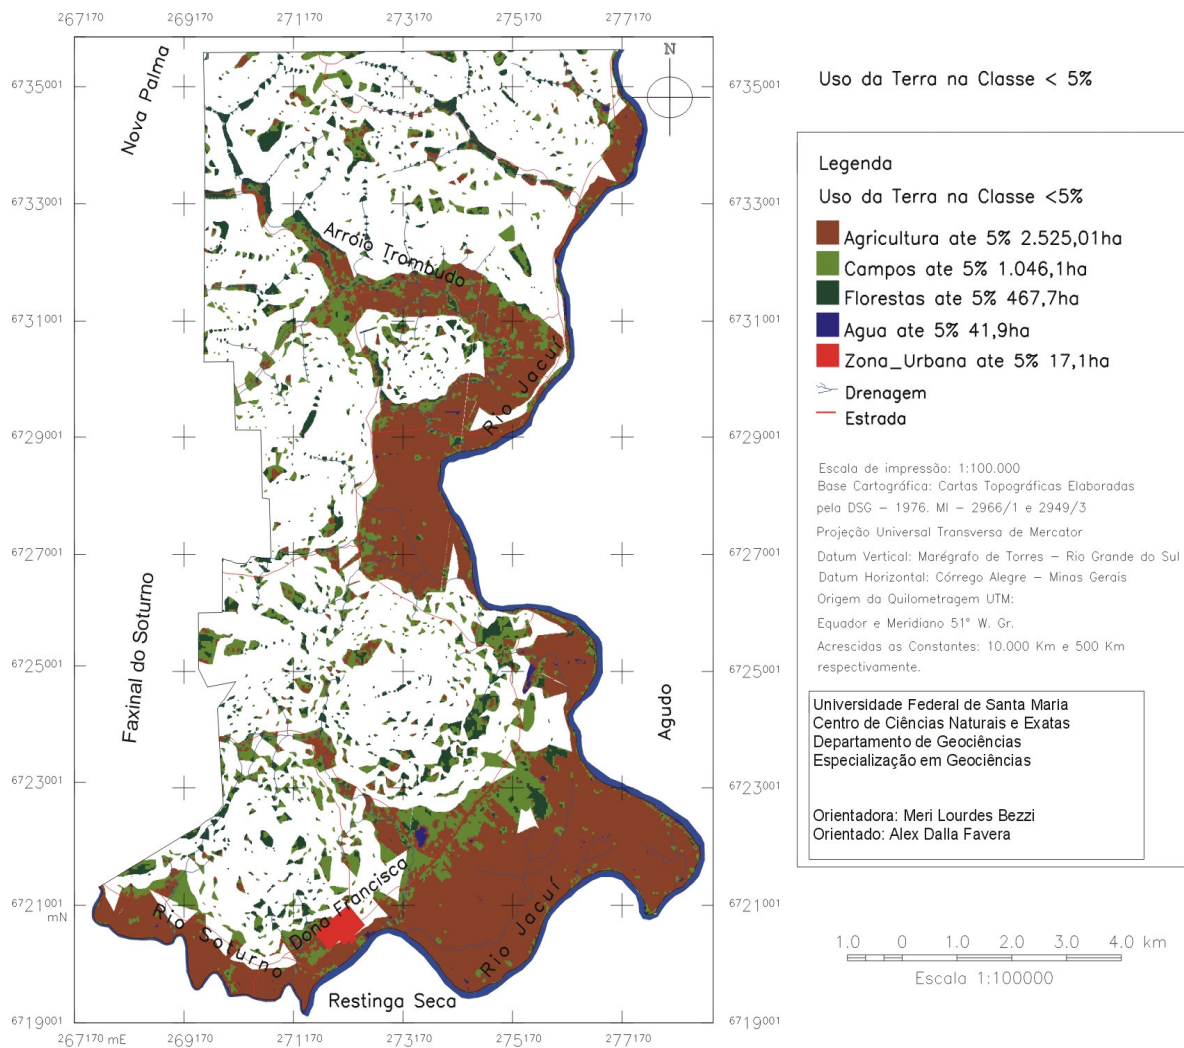 267170 269170 271170 273170 275170 277170
N
6735001 6735001
6733001 6733001
6731001 6731001
6729001 6729001
6727001 6727001
6725001 6725001
6723001 6723001
6721001 6721001
mN
6719001 6719001
267170 mE 269170 271170 273170 275170 277170
Nova Palma
Arróio Trombudo
Rio Jacuí
Faxinal do Soturno
Agudo
Dona Francisca
Rio Soturno
Rio Jacuí
Restinga Seca
Uso da Terra na Classe < 5%
Legenda
Uso da Terra na Classe <5%
Agricultura ate 5% 2.525,01ha
Campos ate 5% 1.046,1ha
Florestas ate 5% 467,7ha
Agua ate 5% 41,9ha
Zona_Urbana ate 5% 17,1ha
Drenagem
Estrada
Escala de impressão: 1:100.000
Base Cartográfica: Cartas Topográficas Elaboradas
pela DSG – 1976. MI – 2966/1 e 2949/3
Projeção Universal Transversa de Mercator
Datum Vertical: Marégrafo de Torres – Rio Grande do Sul
Datum Horizontal: Córrego Alegre – Minas Gerais
Origem da Quilometragem UTM:
Equador e Meridiano 51° W. Gr.
Acrescidas as Constantes: 10.000 Km e 500 Km
respectivamente.
Universidade Federal de Santa Maria
Centro de Ciências Naturais e Exatas
Departamento de Geociências
Especialização em Geociências
Orientadora: Meri Lourdes Bezzi
Orientado: Alex Dalla Favera
1.0 0 1.0 2.0 3.0 4.0 km
Escala 1:100000